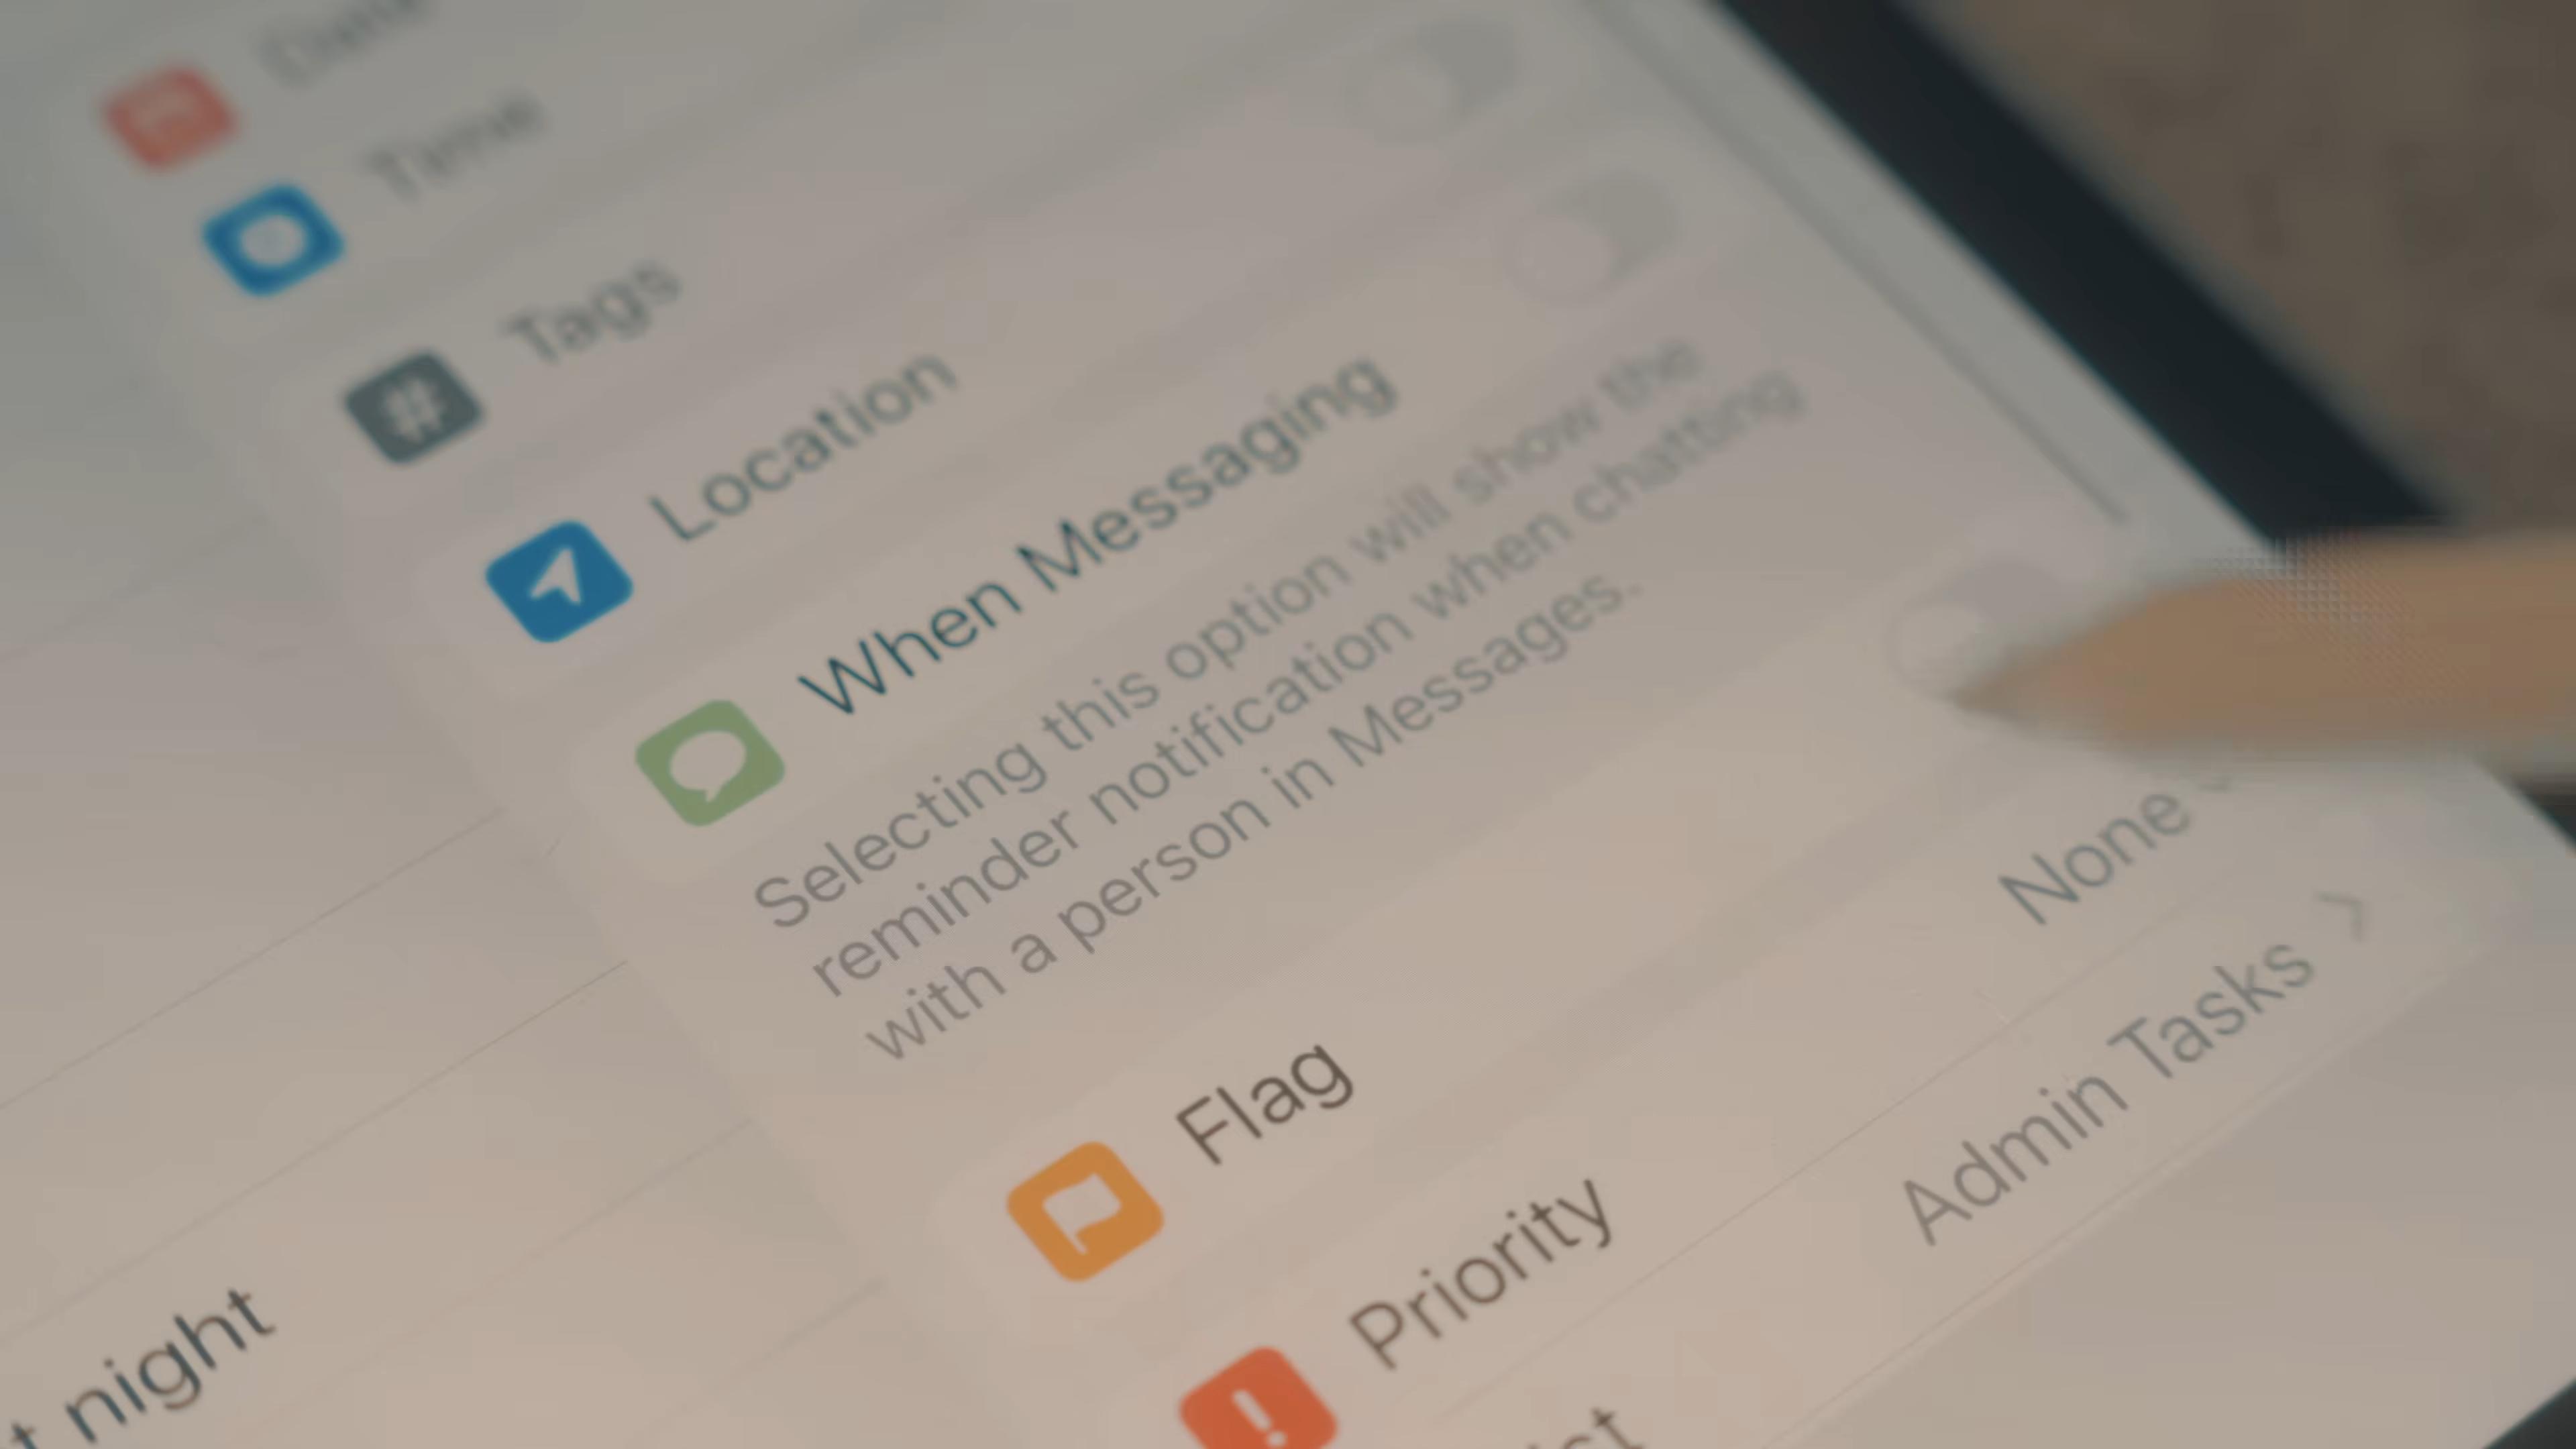 Time
Tags
#
Location
When Messaging
Selecting this option will show the
reminder notification when chatting
with a person in Messages.
Flag
Priority
None
Admin Tasks
night